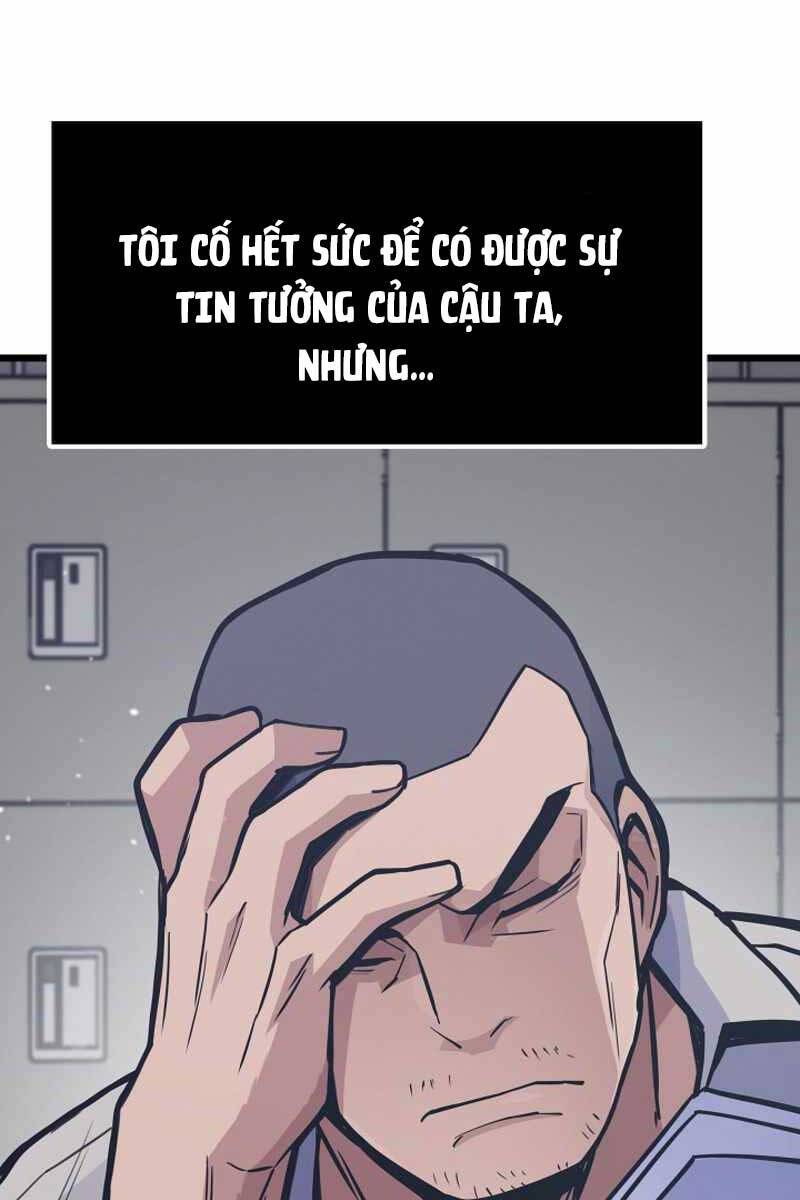 TÔI CỐ HẾT SỨC ĐỂ CÓ ĐƯỢC SỰ
TIN TƯỞNG CỦA CẬU TA,
NHƯNG...